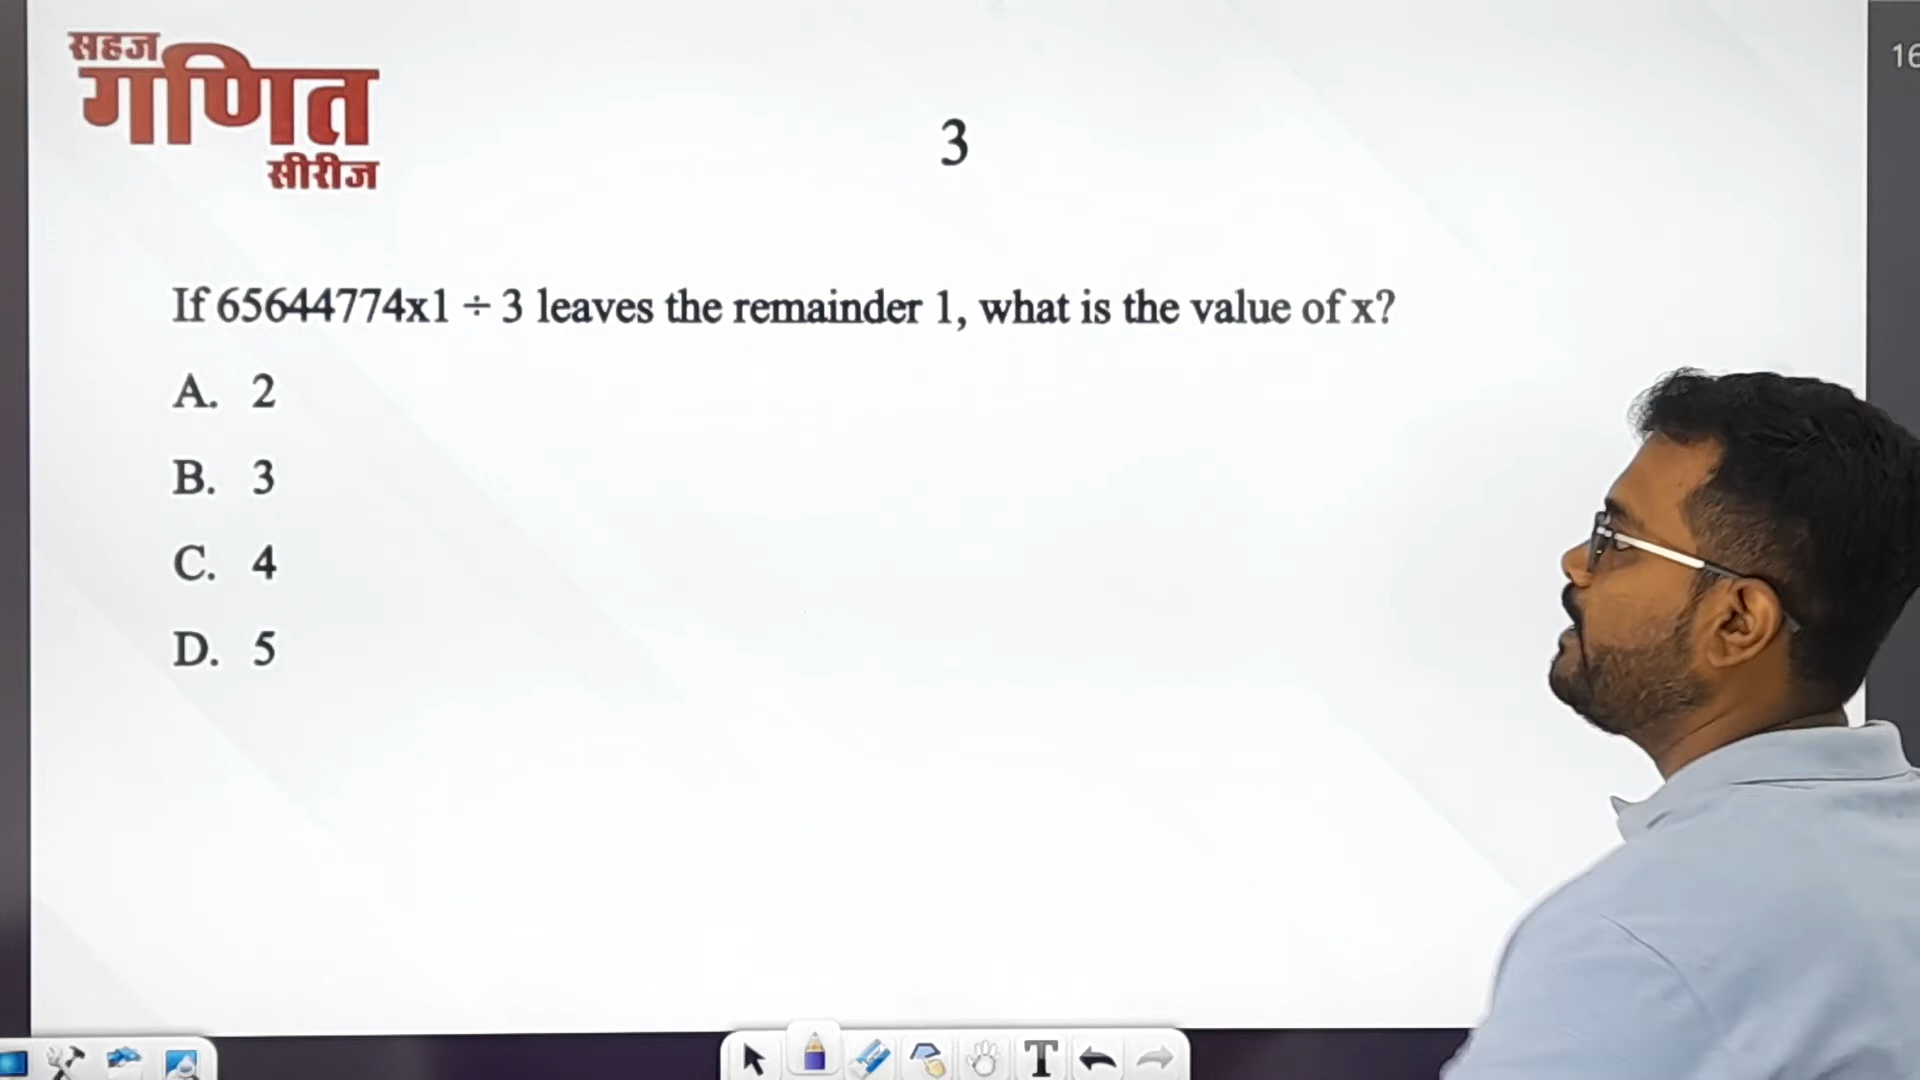 सहज
गणित
सीरीज
16
3
If 65644774x1 ÷ 3 leaves the remainder 1, what is the value of x?
A. 2
B. 3
C. 4
D. 5
T